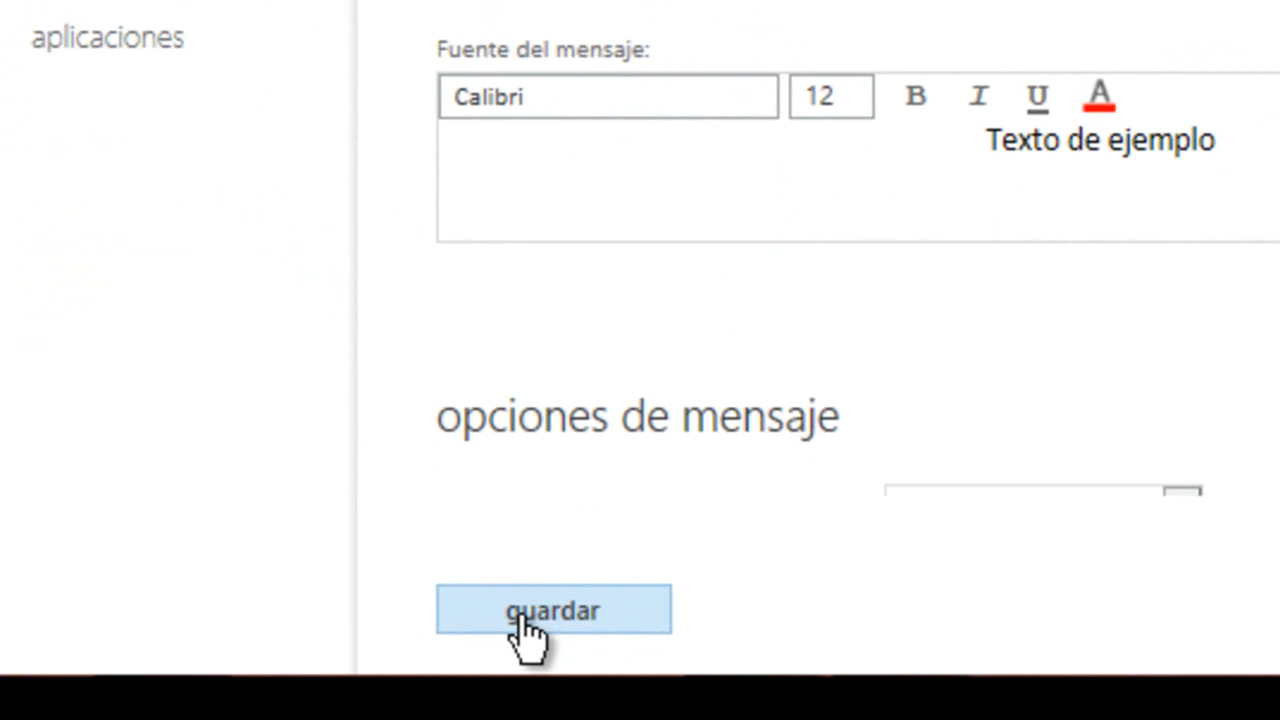 aplicaciones
Fuente del mensaje:
Calibri 12 B I U A
Texto de ejemplo
opciones de mensaje
guardar